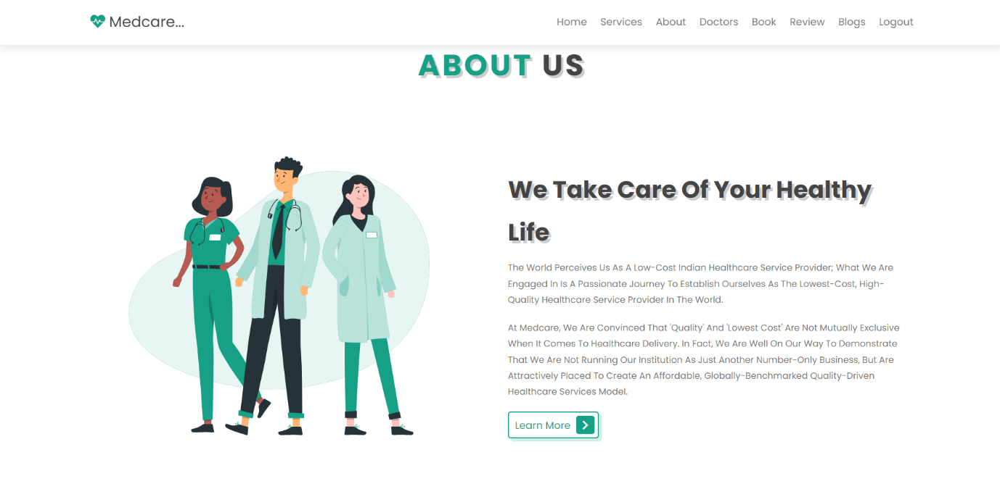 Medcare...
Home Services About Doctors Book Review Blogs Logout
ABOUT US
We Take Care Of Your Healthy
Life
The World Perceives Us As A Low-Cost Indian Healthcare Service Provider; What We Are
Engaged In Is A Passionate Journey To Establish Ourselves As The Lowest-Cost, High-
Quality Healthcare Service Provider In The World.
At Medcare, We Are Convinced That 'Quality' And 'Lowest Cost' Are Not Mutually Exclusive
When It Comes To Healthcare Delivery. In Fact, We Are Well On Our Way To Demonstrate
That We Are Not Running Our Institution As Just Another Number-Only Business, But Are
Attractively Placed To Create An Affordable, Globally-Benchmarked Quality-Driven
Healthcare Services Model.
Learn More